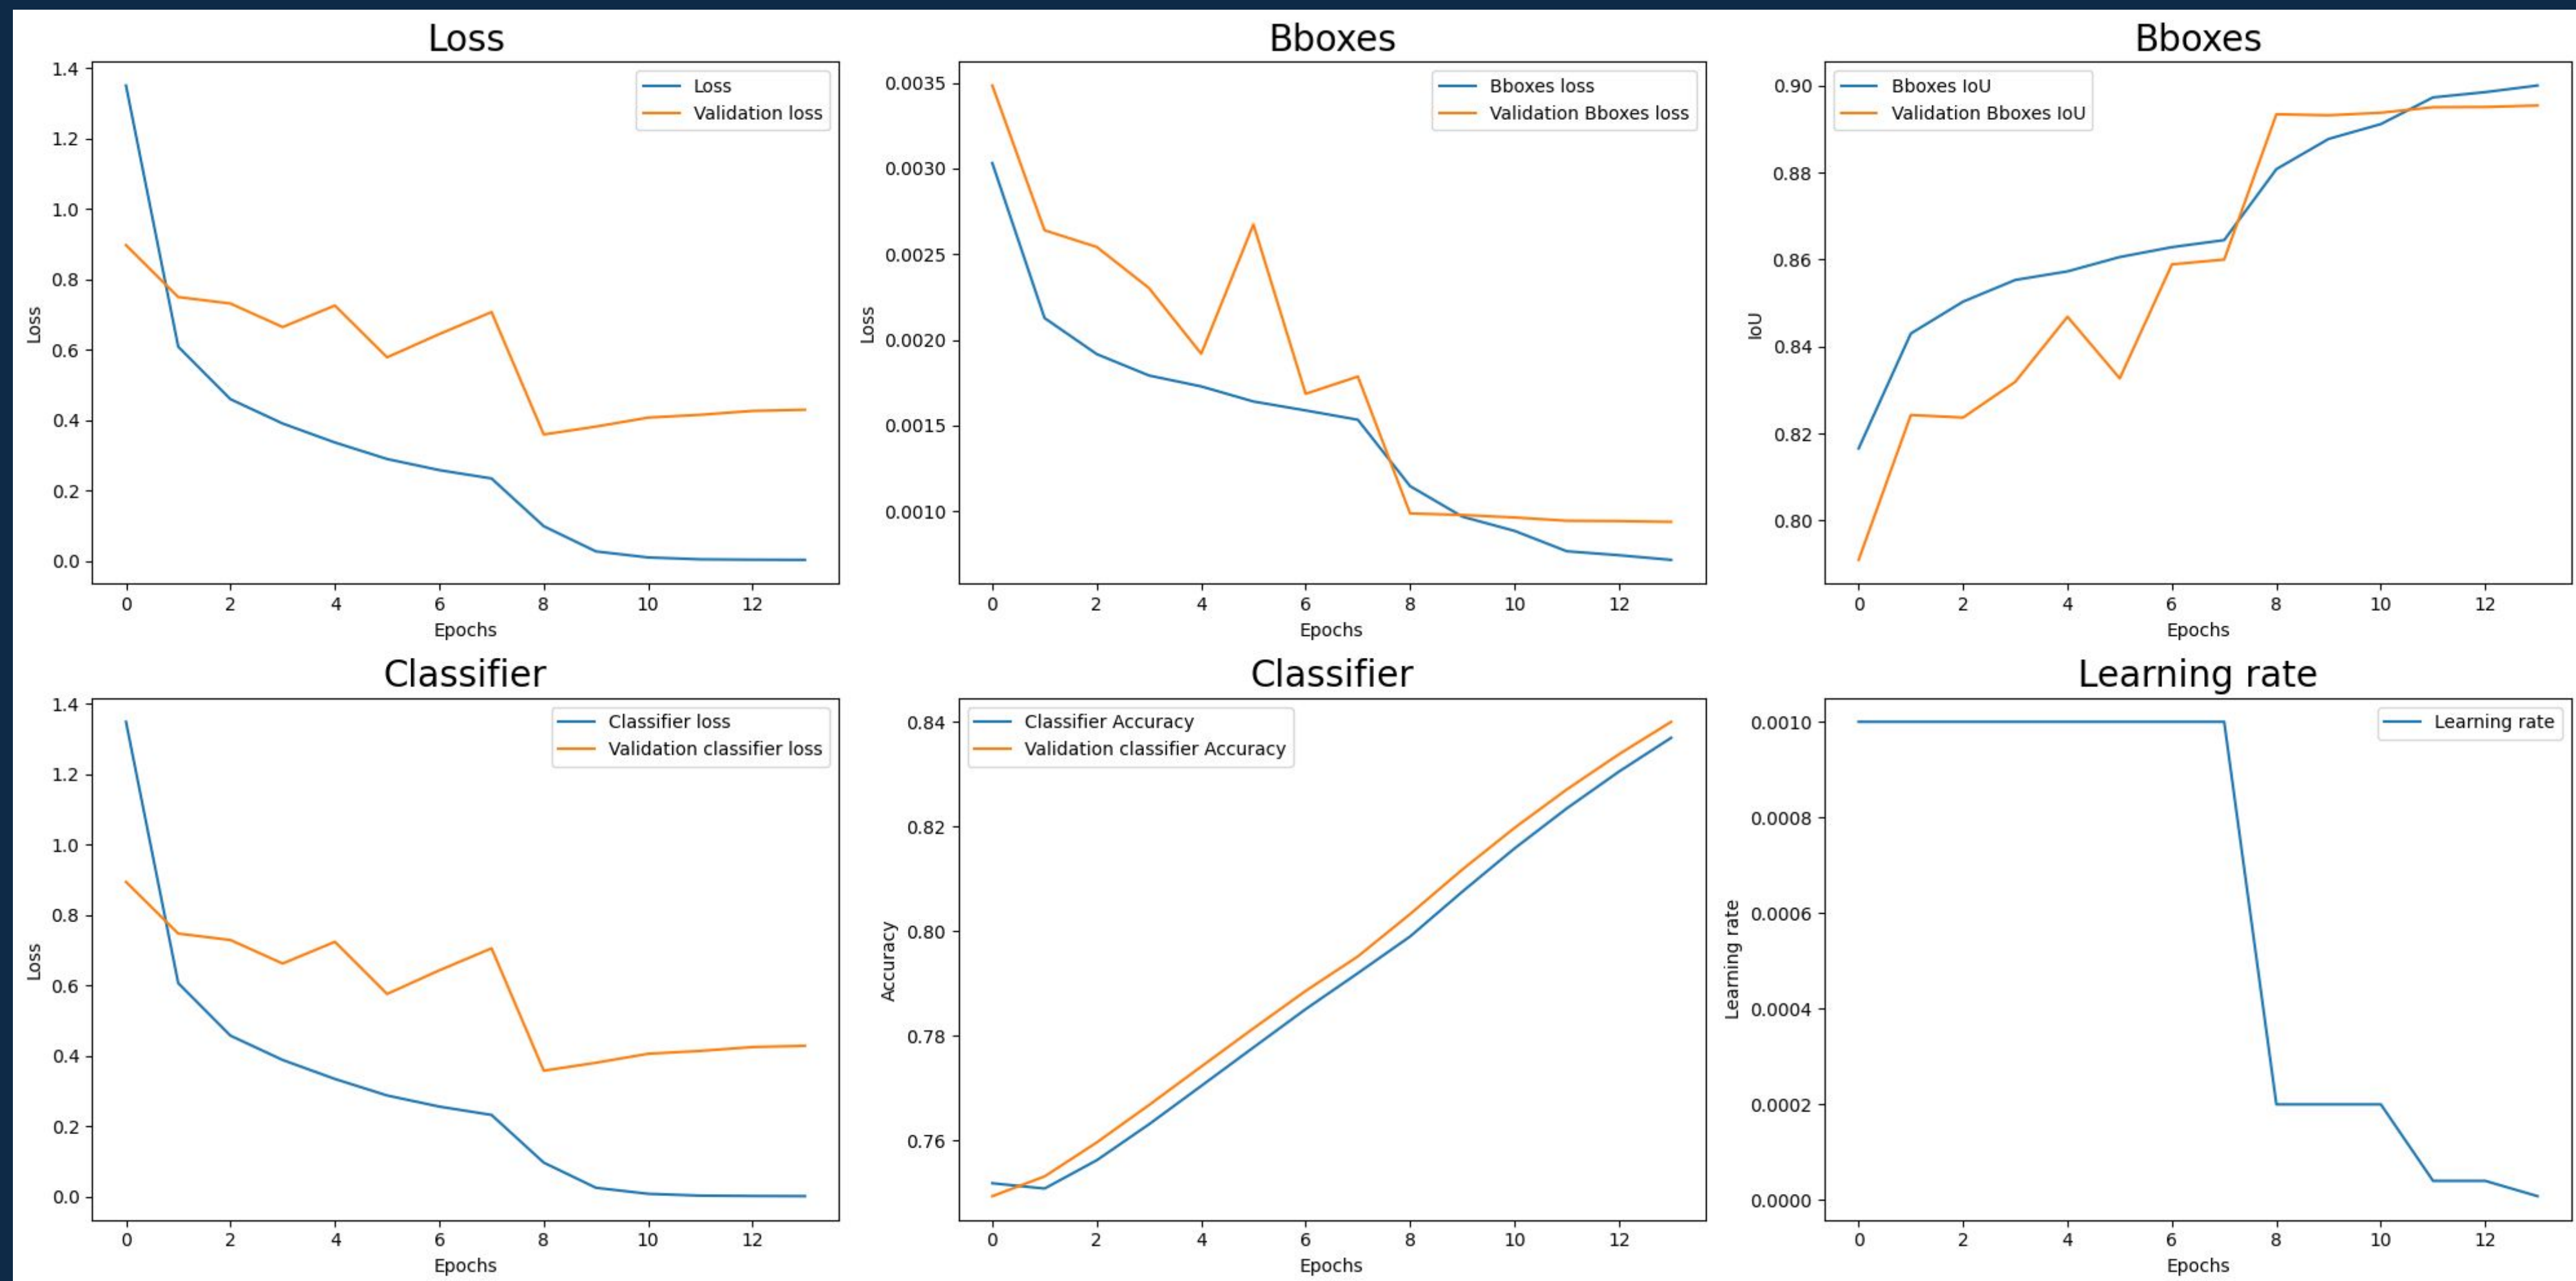 Loss
1.4
1.2
1.0
0.8
0.6
0.4
0.2
0.0
Loss
Loss
Validation loss
0 2 4 6 8 10 12
Epochs
Bboxes
0.0035
0.0030
0.0025
0.0020
0.0015
0.0010
Loss
Bboxes loss
Validation Bboxes loss
0 2 4 6 8 10 12
Epochs
Bboxes
0.90
0.88
0.86
0.84
0.82
0.80
IoU
Bboxes IoU
Validation Bboxes IoU
0 2 4 6 8 10 12
Epochs
Classifier
1.4
1.2
1.0
0.8
0.6
0.4
0.2
0.0
Loss
Classifier loss
Validation classifier loss
0 2 4 6 8 10 12
Epochs
Classifier
0.84
0.82
0.80
0.78
0.76
Accuracy
Classifier Accuracy
Validation classifier Accuracy
0 2 4 6 8 10 12
Epochs
Learning rate
0.0010
0.0008
0.0006
0.0004
0.0002
0.0000
Learning rate
Learning rate
0 2 4 6 8 10 12
Epochs